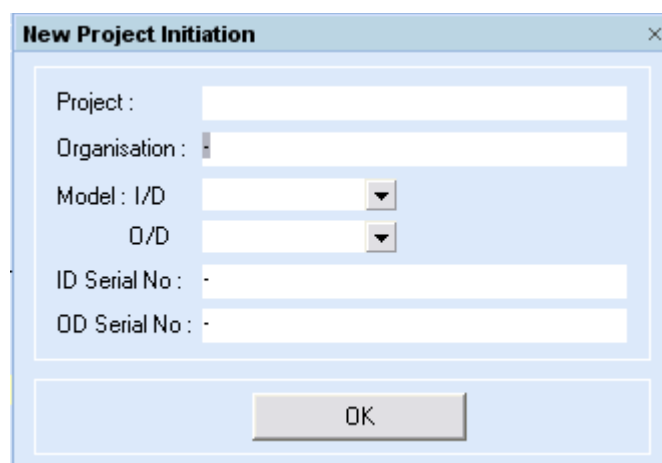 New Project Initiation
Project :
Organisation : -
Model : I/D
O/D
ID Serial No : -
OD Serial No : -
OK